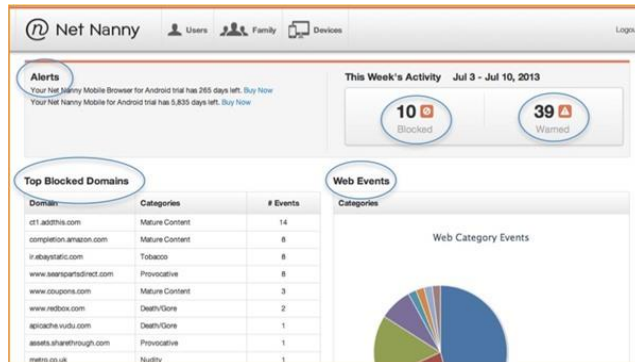 Net Nanny
Users
Family
Devices
Logou
Alerts
Your Net Nanny Mobile Browser for Android trial has 265 days left. Buy Now
Your Net Nanny Mobile for Android trial has 5,835 days left. Buy Now
This Week's Activity Jul 3 - Jul 10, 2013
10
Blocked
39
Warned
Top Blocked Domains
Domain Categories # Events
ct1.addthis.com Mature Content 14
completion.amazon.com Mature Content 8
ir.ebaystatic.com Tobacco 8
www.searspartsdirect.com Provocative 8
www.coupons.com Mature Content 3
www.redbox.com Death/Gore 2
apicache.vudu.com Death/Gore 1
assets.sharethrough.com Provocative 1
metro.co.uk Nudity 1
Web Events
Categories
Web Category Events